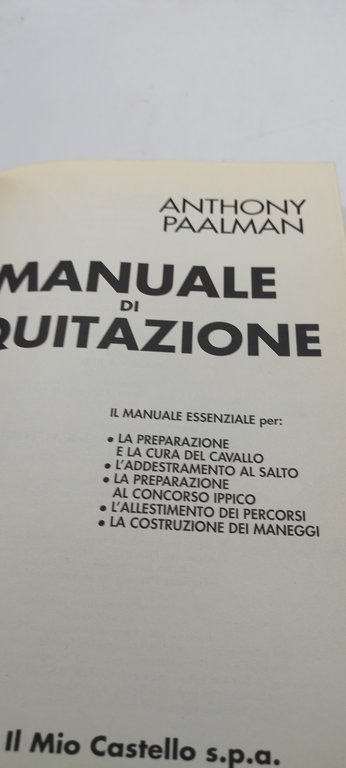 ANTHONY
PAALMAN
MANUALE
DI
QUITAZIONE
IL MANUALE ESSENZIALE per:
• LA PREPARAZIONE
E LA CURA DEL CAVALLO
• L'ADDESTRAMENTO AL SALTO
• LA PREPARAZIONE
AL CONCORSO IPPICO
• L'ALLESTIMENTO DEI PERCORSI
• LA COSTRUZIONE DEI MANEGGI
Il Mio Castello s.p.a.